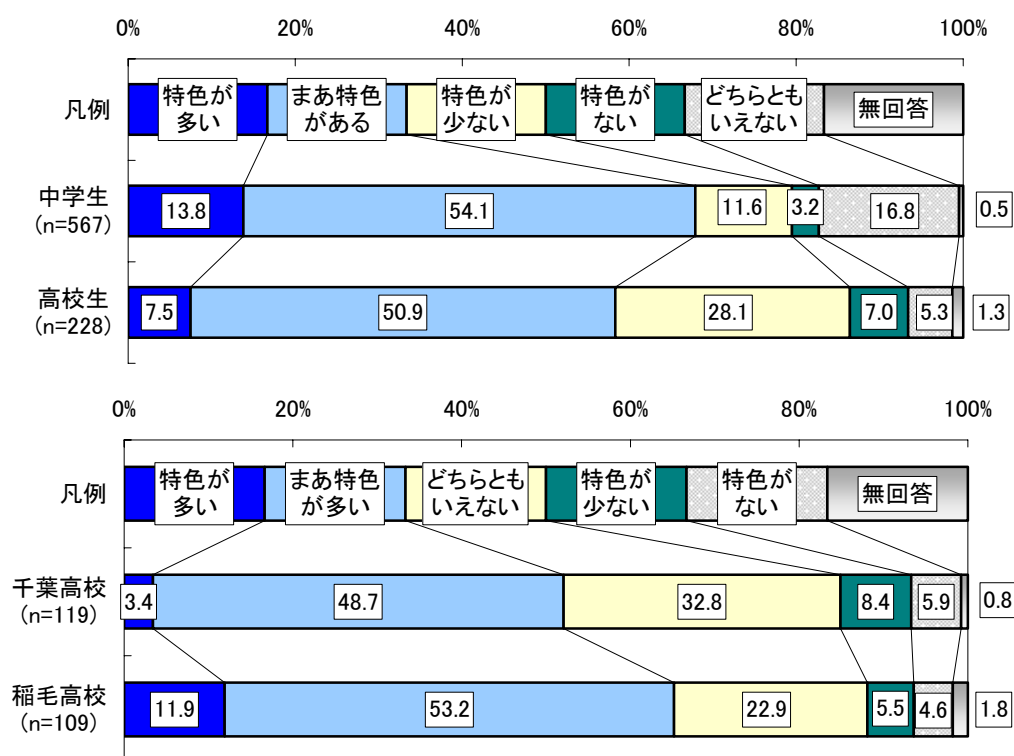 0% 20% 40% 60% 80% 100%
凡例 特色が多い まあ特色がある 特色が少ない 特色がない どちらともいえない 無回答
中学生
(n=567)
13.8 54.1 11.6 3.2 16.8 0.5
高校生
(n=228)
7.5 50.9 28.1 7.0 5.3 1.3
0% 20% 40% 60% 80% 100%
凡例 特色が多い まあ特色が多い どちらともいえない 特色が少ない 特色がない 無回答
千葉高校
(n=119)
3.4 48.7 32.8 8.4 5.9 0.8
稲毛高校
(n=109)
11.9 53.2 22.9 5.5 4.6 1.8